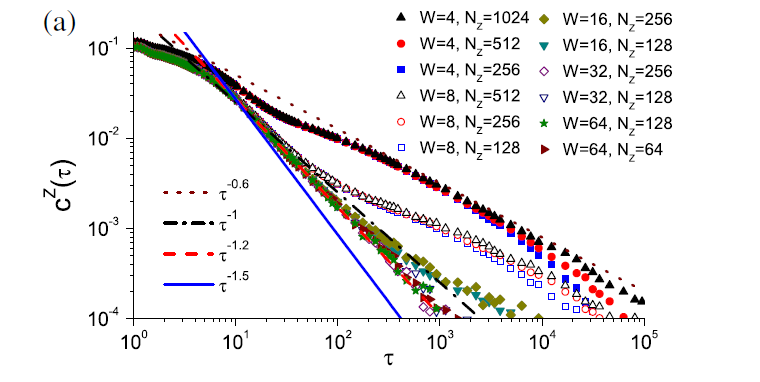 (a)
W=4, N_Z=1024
W=4, N_Z=512
W=4, N_Z=256
W=8, N_Z=512
W=8, N_Z=256
W=8, N_Z=128
W=16, N_Z=256
W=16, N_Z=128
W=32, N_Z=256
W=32, N_Z=128
W=64, N_Z=128
W=64, N_Z=64
c^Z(τ)
10^-1
10^-2
10^-3
10^-4
τ^-0.6
τ^-1
τ^-1.2
τ^-1.5
10^0
10^1
10^2
10^3
10^4
10^5
τ